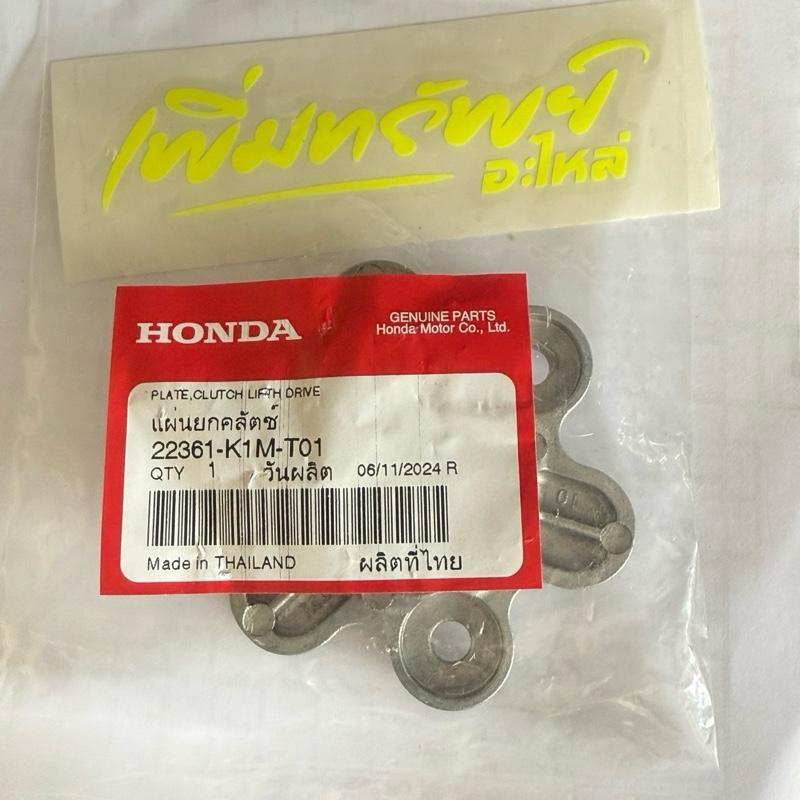 เพิ่มทรัพย์
อะไหล่
HONDA
GENUINE PARTS
Honda Motor Co., Ltd.
PLATE,CLUTCH LIFTH DRIVE
แผ่นยกคลัตช์
22361-K1M-T01
QTY 1 วันผลิต 06/11/2024 R
Made in THAILAND ผลิตที่ไทย
10